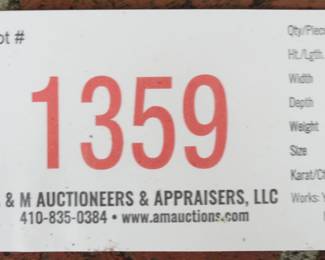 ot #
1359
& M AUCTIONEERS & APPRAISERS, LLC
410-835-0384 • www.amauctions.com
Qty/Piec
Ht./Lgth.
Width
Depth
Weight
Size
Karat/Ct
Works: Y